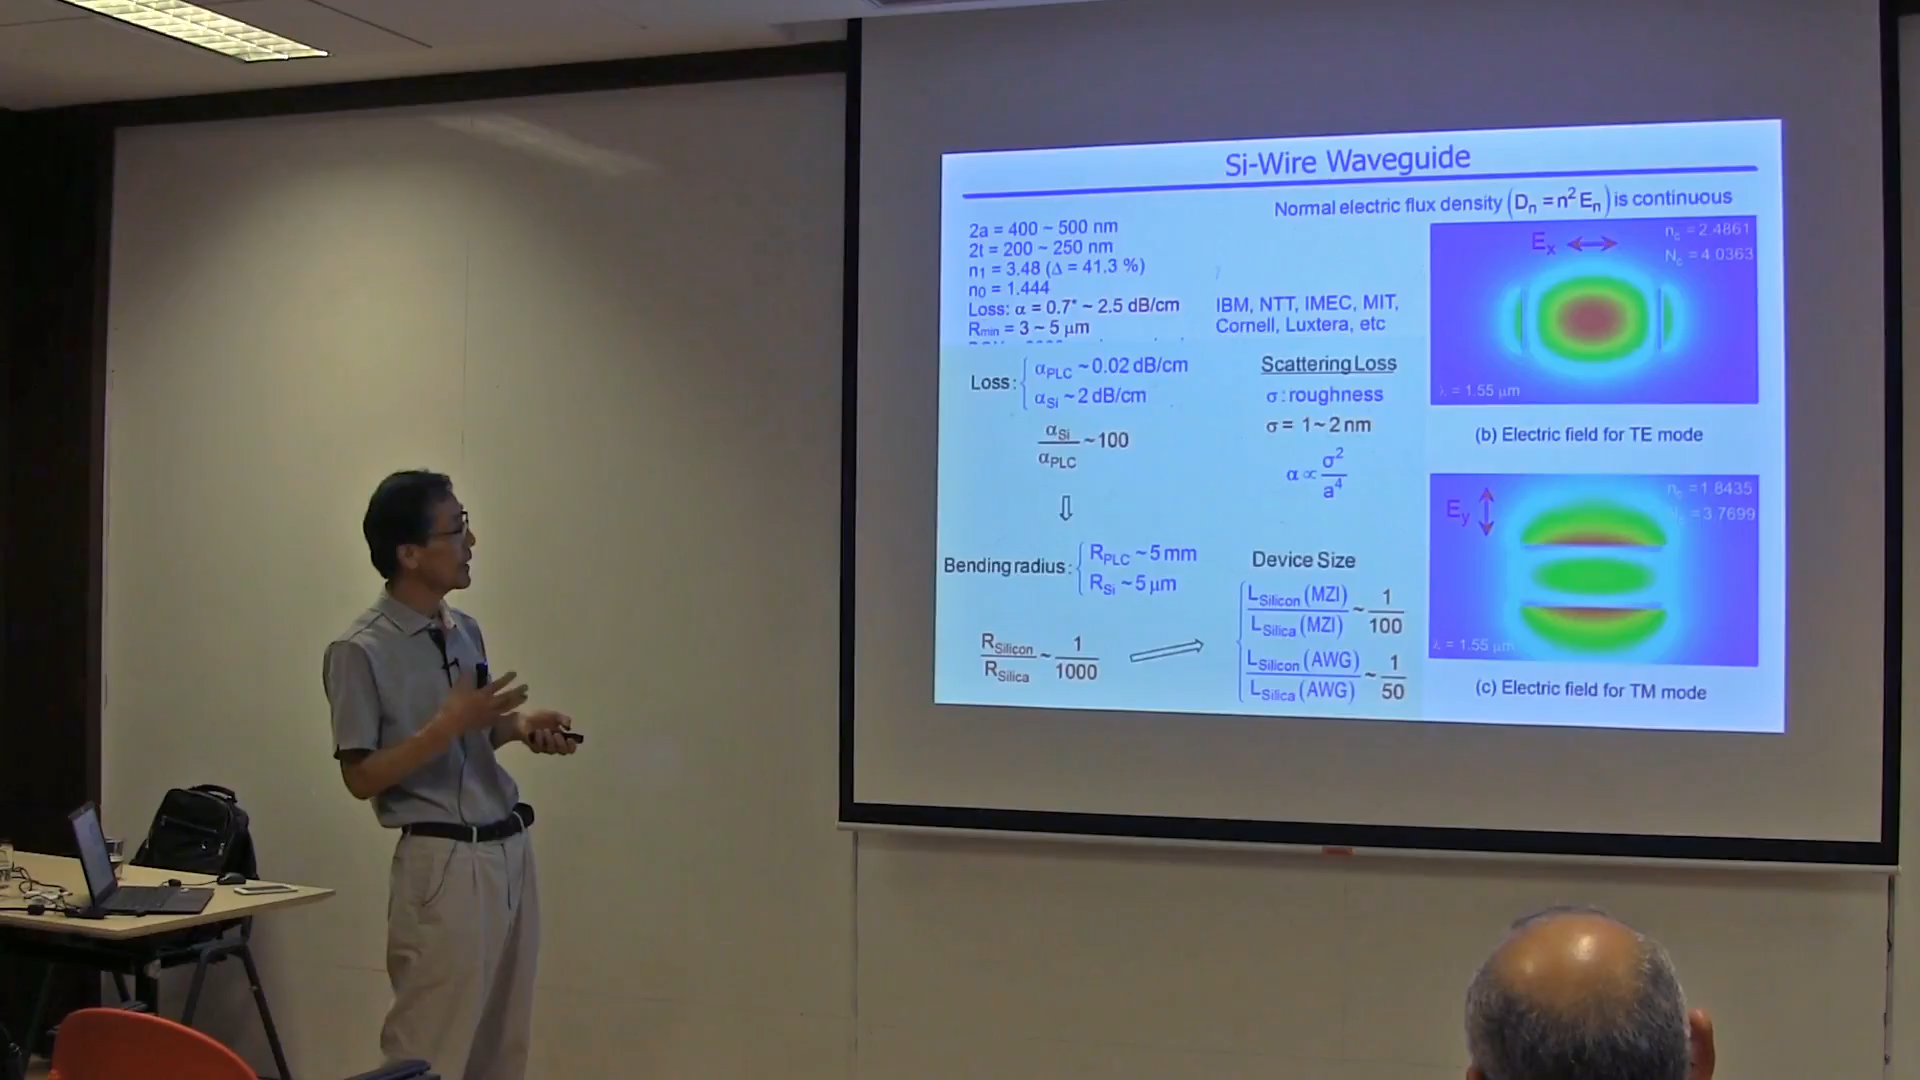 Si-Wire Waveguide
Normal electric flux density (Dn = n² En) is continuous
2a = 400 ~ 500 nm
2t = 200 ~ 250 nm
n₁ = 3.48 (Δ = 41.3 %)
n₀ = 1.444
Loss: α = 0.7* ~ 2.5 dB/cm
Rmin = 3 ~ 5 μm
IBM, NTT, IMEC, MIT,
Cornell, Luxtera, etc
Loss: { αPLC ~ 0.02 dB/cm
αSi ~ 2 dB/cm
αSi / αPLC ~ 100
⇩
Bending radius: { RPLC ~ 5 mm
RSi ~ 5 μm
RSilicon / RSilica ~ 1 / 1000
Scattering Loss
σ : roughness
σ = 1 ~ 2 nm
α ∝ σ² / a⁴
Device Size
LSilicon (MZI) / LSilica (MZI) ~ 1 / 100
LSilicon (AWG) / LSilica (AWG) ~ 1 / 50
Ex
nc = 2.4861
Nc = 4.0363
λ = 1.55 μm
(b) Electric field for TE mode
Ey
nc = 1.8435
= 3.7699
λ = 1.55 μm
(c) Electric field for TM mode